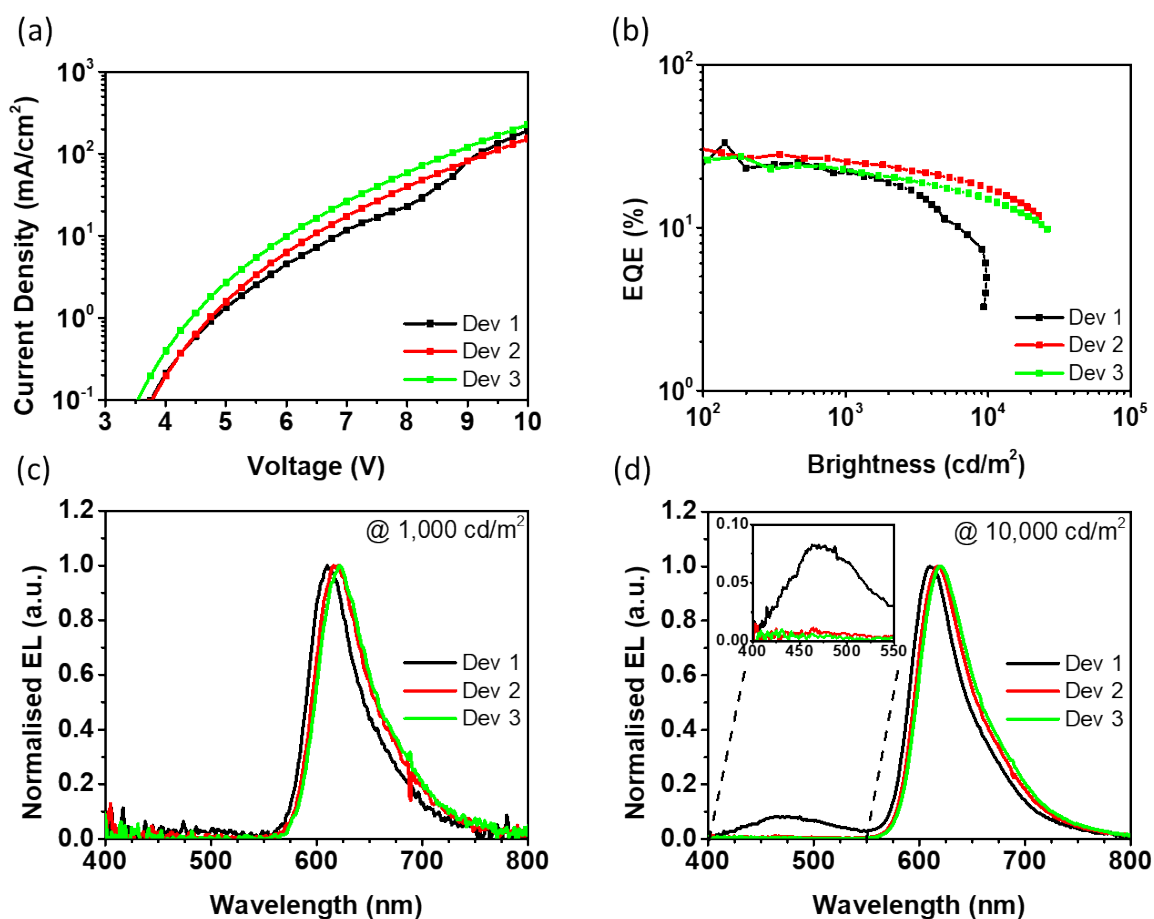 (a)
10³
10²
10¹
10⁰
10⁻¹
Current Density (mA/cm²)
3 4 5 6 7 8 9 10
Voltage (V)
Dev 1
Dev 2
Dev 3
(b)
10²
10¹
10⁰
EQE (%)
10² 10³ 10⁴ 10⁵
Brightness (cd/m²)
Dev 1
Dev 2
Dev 3
(c)
1.2
1.0
0.8
0.6
0.4
0.2
0.0
Normalised EL (a.u.)
400 500 600 700 800
Wavelength (nm)
@ 1,000 cd/m²
Dev 1
Dev 2
Dev 3
(d)
1.2
1.0
0.8
0.6
0.4
0.2
0.0
Normalised EL (a.u.)
400 500 600 700 800
Wavelength (nm)
@ 10,000 cd/m²
0.10
0.05
0.00
400 450 500 550
Dev 1
Dev 2
Dev 3